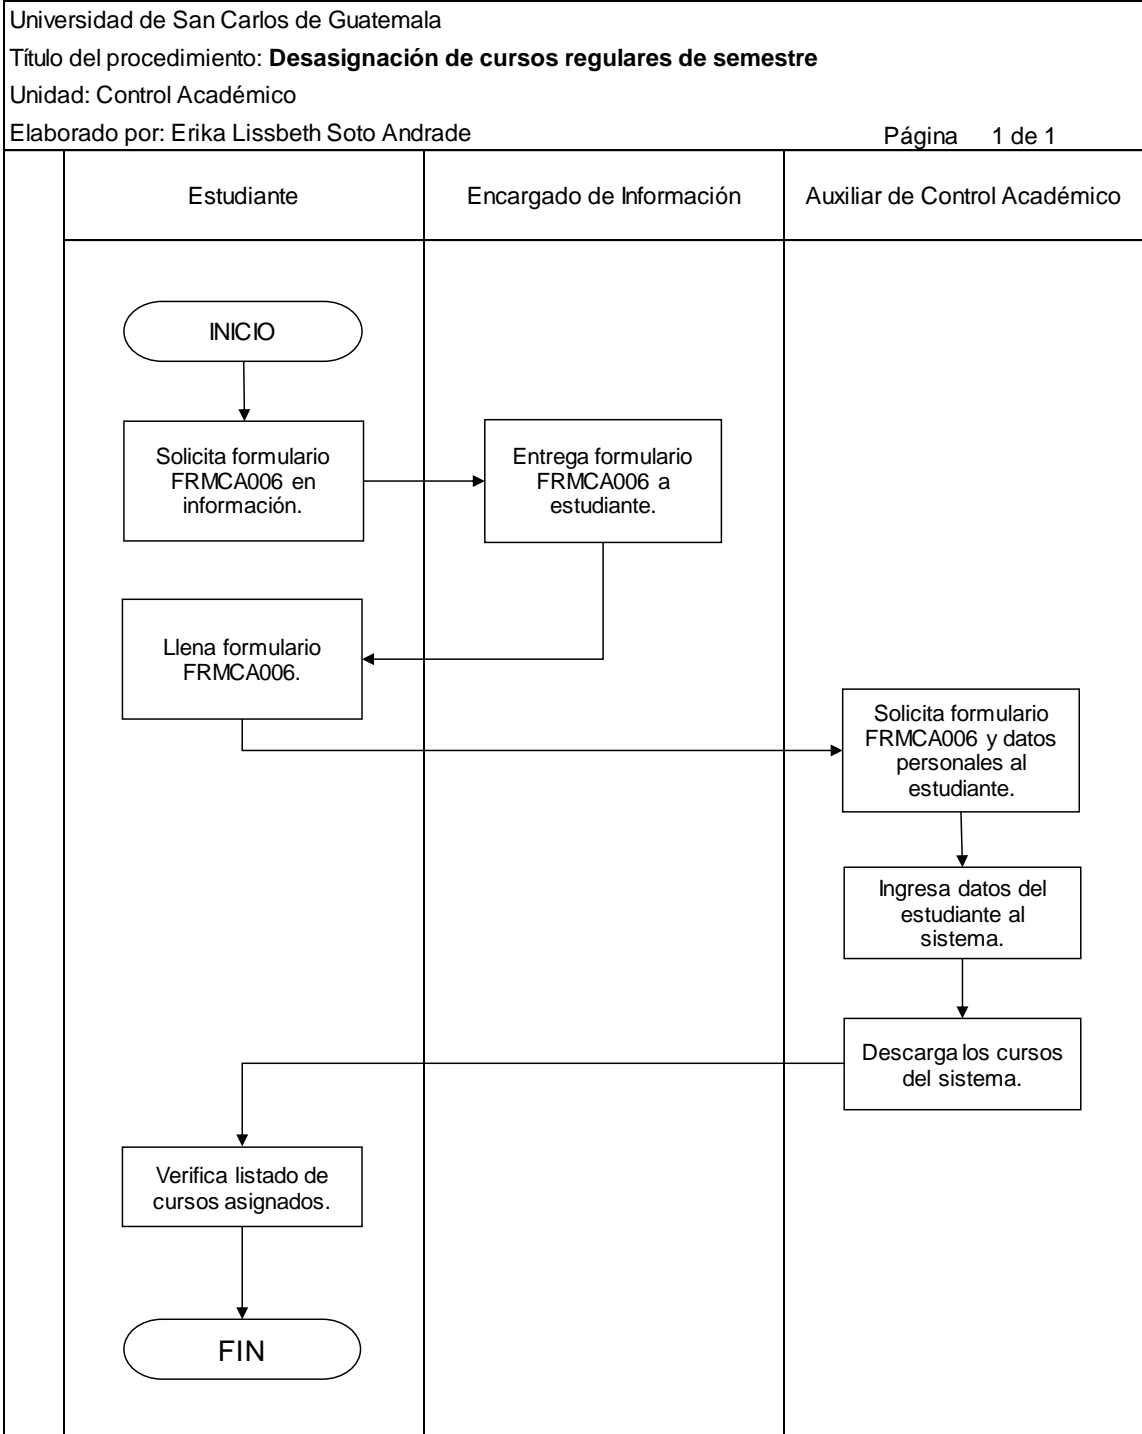 Universidad de San Carlos de Guatemala
Título del procedimiento: Desasignación de cursos regulares de semestre
Unidad: Control Académico
Elaborado por: Erika Lissbeth Soto Andrade
Página 1 de 1
Estudiante
Encargado de Información
Auxiliar de Control Académico
INICIO
Solicita formulario
FRMCA006 en
información.
Entrega formulario
FRMCA006 a
estudiante.
Llena formulario
FRMCA006.
Solicita formulario
FRMCA006 y datos
personales al
estudiante.
Ingresa datos del
estudiante al
sistema.
Descarga los cursos
del sistema.
Verifica listado de
cursos asignados.
FIN